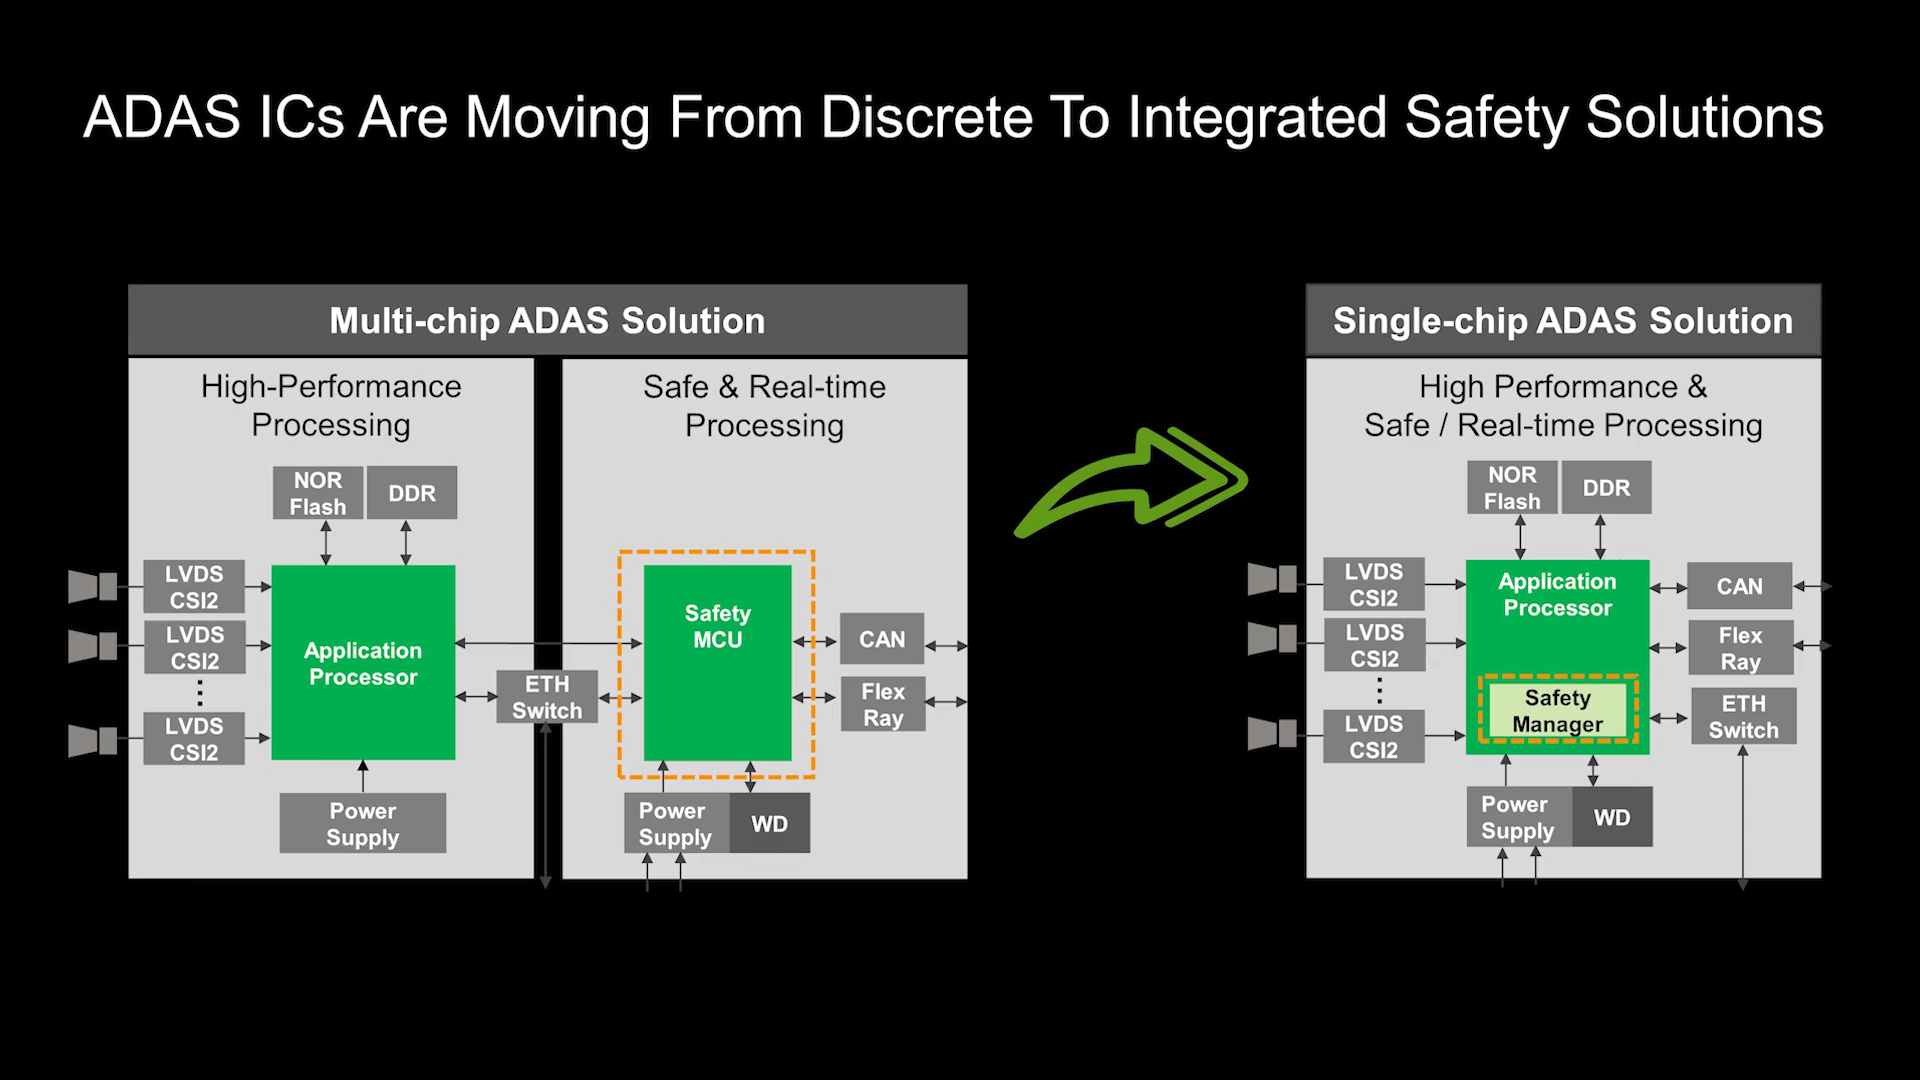 ADAS ICs Are Moving From Discrete To Integrated Safety Solutions
Multi-chip ADAS Solution
High-Performance
Processing
NOR
Flash
DDR
LVDS
CSI2
LVDS
CSI2
LVDS
CSI2
Application
Processor
Power
Supply
ETH
Switch
Safe & Real-time
Processing
Safety
MCU
CAN
Flex
Ray
Power
Supply
WD
Single-chip ADAS Solution
High Performance &
Safe / Real-time Processing
NOR
Flash
DDR
LVDS
CSI2
LVDS
CSI2
LVDS
CSI2
Application
Processor
Safety
Manager
CAN
Flex
Ray
ETH
Switch
Power
Supply
WD